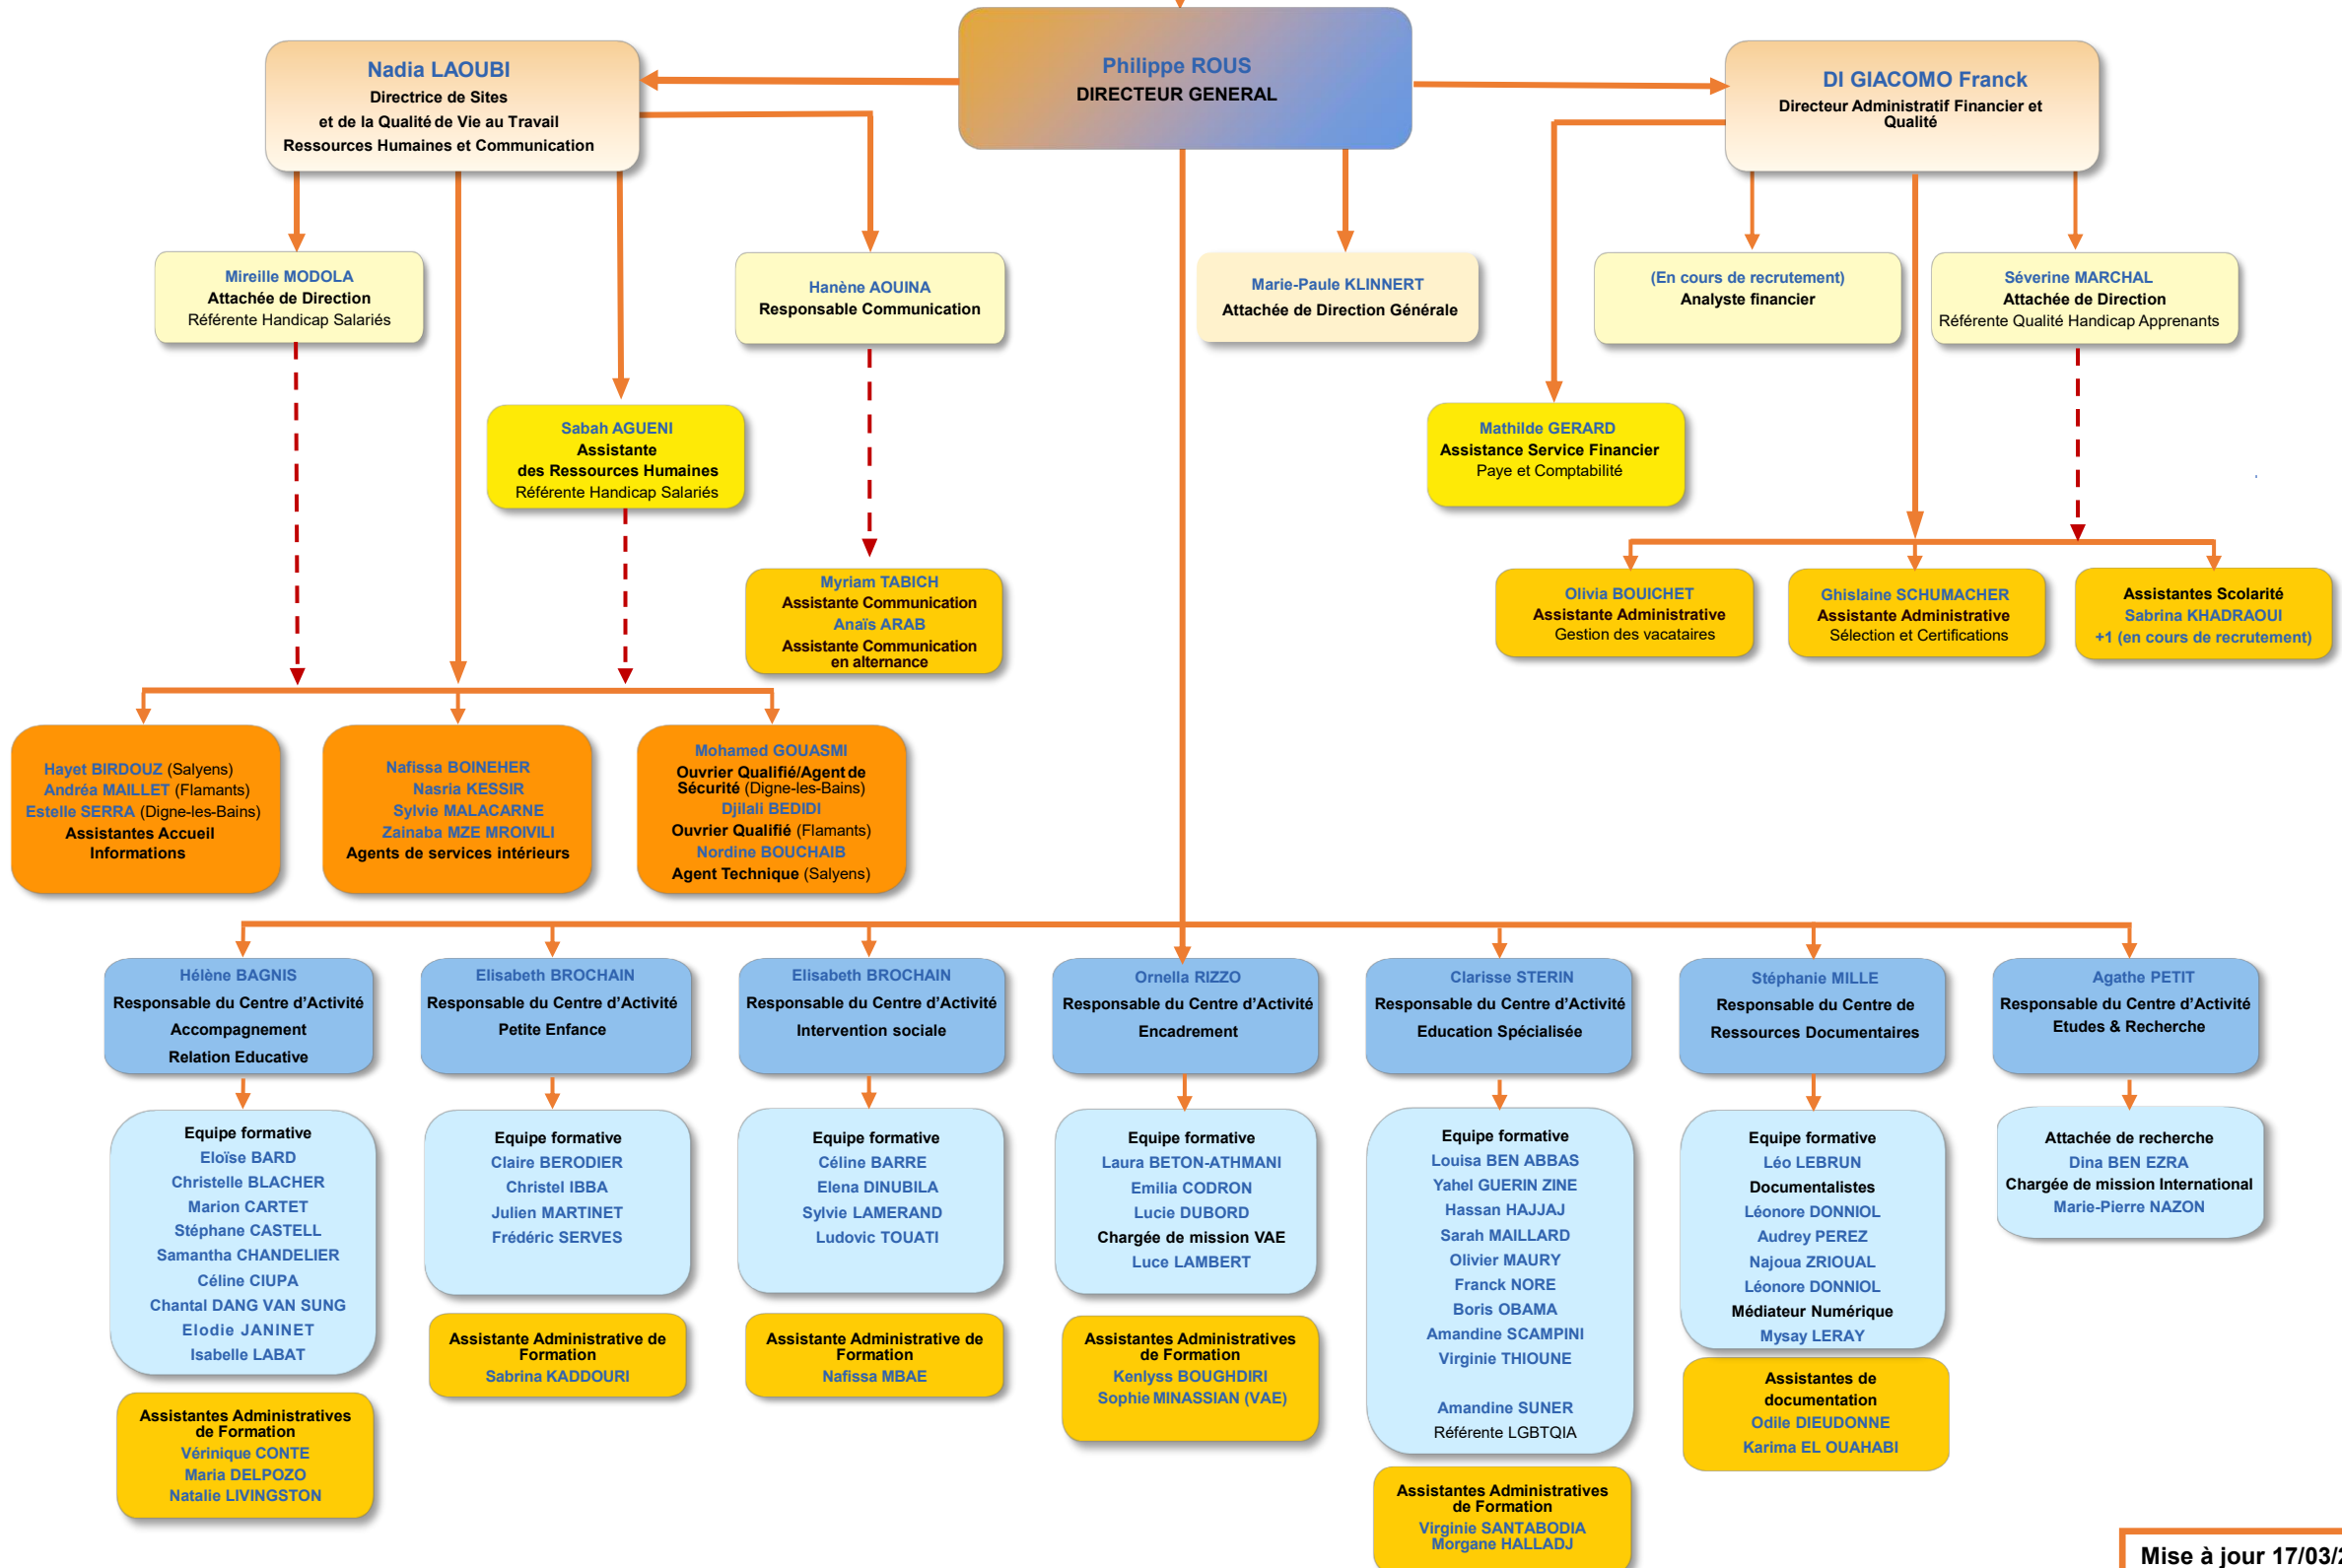 Philippe ROUS
DIRECTEUR GENERAL
Nadia LAOUBI
Directrice de Sites
et de la Qualité de Vie au Travail
Ressources Humaines et Communication
DI GIACOMO Franck
Directeur Administratif Financier et
Qualité
Mireille MODOLA
Attachée de Direction
Référente Handicap Salariés
Hanène AOUINA
Responsable Communication
Marie-Paule KLINNERT
Attachée de Direction Générale
(En cours de recrutement)
Analyste financier
Séverine MARCHAL
Attachée de Direction
Référente Qualité Handicap Apprenants
Sabah AGUENI
Assistante
des Ressources Humaines
Référente Handicap Salariés
Mathilde GERARD
Assistance Service Financier
Paye et Comptabilité
Myriam TABICH
Assistante Communication
Anaïs ARAB
Assistante Communication
en alternance
Olivia BOUICHET
Assistante Administrative
Gestion des vacataires
Ghislaine SCHUMACHER
Assistante Administrative
Sélection et Certifications
Assistantes Scolarité
Sabrina KHADRAOUI
+1 (en cours de recrutement)
Hayet BIRDOUZ (Salyens)
Andréa MAILLET (Flamants)
Estelle SERRA (Digne-les-Bains)
Assistantes Accueil
Informations
Nafissa BOINEHER
Nasria KESSIR
Sylvie MALACARNE
Zainaba MZE MROIVILI
Agents de services intérieurs
Mohamed GOUASMI
Ouvrier Qualifié/Agent de
Sécurité (Digne-les-Bains)
Djilali BEDIDI
Ouvrier Qualifié (Flamants)
Nordine BOUCHAIB
Agent Technique (Salyens)
Hélène BAGNIS
Responsable du Centre d'Activité
Accompagnement
Relation Educative
Elisabeth BROCHAIN
Responsable du Centre d'Activité
Petite Enfance
Elisabeth BROCHAIN
Responsable du Centre d'Activité
Intervention sociale
Ornella RIZZO
Responsable du Centre d'Activité
Encadrement
Clarisse STERIN
Responsable du Centre d'Activité
Education Spécialisée
Stéphanie MILLE
Responsable du Centre de
Ressources Documentaires
Agathe PETIT
Responsable du Centre d'Activité
Etudes & Recherche
Equipe formative
Eloïse BARD
Christelle BLACHER
Marion CARTET
Stéphane CASTELL
Samantha CHANDELIER
Céline CIUPA
Chantal DANG VAN SUNG
Elodie JANINET
Isabelle LABAT
Equipe formative
Claire BERODIER
Christel IBBA
Julien MARTINET
Frédéric SERVES
Equipe formative
Céline BARRE
Elena DINUBILA
Sylvie LAMERAND
Ludovic TOUATI
Equipe formative
Laura BETON-ATHMANI
Emilia CODRON
Lucie DUBORD
Chargée de mission VAE
Luce LAMBERT
Equipe formative
Louisa BEN ABBAS
Yahel GUERIN ZINE
Hassan HAJJAJ
Sarah MAILLARD
Olivier MAURY
Franck NORE
Boris OBAMA
Amandine SCAMPINI
Virginie THIOUNE
Amandine SUNER
Référente LGBTQIA
Equipe formative
Léo LEBRUN
Documentalistes
Léonore DONNIOL
Audrey PEREZ
Najoua ZRIOUAL
Léonore DONNIOL
Médiateur Numérique
Mysay LERAY
Attachée de recherche
Dina BEN EZRA
Chargée de mission International
Marie-Pierre NAZON
Assistantes Administratives
de Formation
Vérinique CONTE
Maria DELPOZO
Natalie LIVINGSTON
Assistante Administrative de
Formation
Sabrina KADDOURI
Assistante Administrative de
Formation
Nafissa MBAE
Assistantes Administratives
de Formation
Kenlyss BOUGHDIRI
Sophie MINASSIAN (VAE)
Assistantes Administratives
de Formation
Virginie SANTABODIA
Morgane HALLADJ
Assistantes de
documentation
Odile DIEUDONNE
Karima EL OUAHABI
Mise à jour 17/03/2